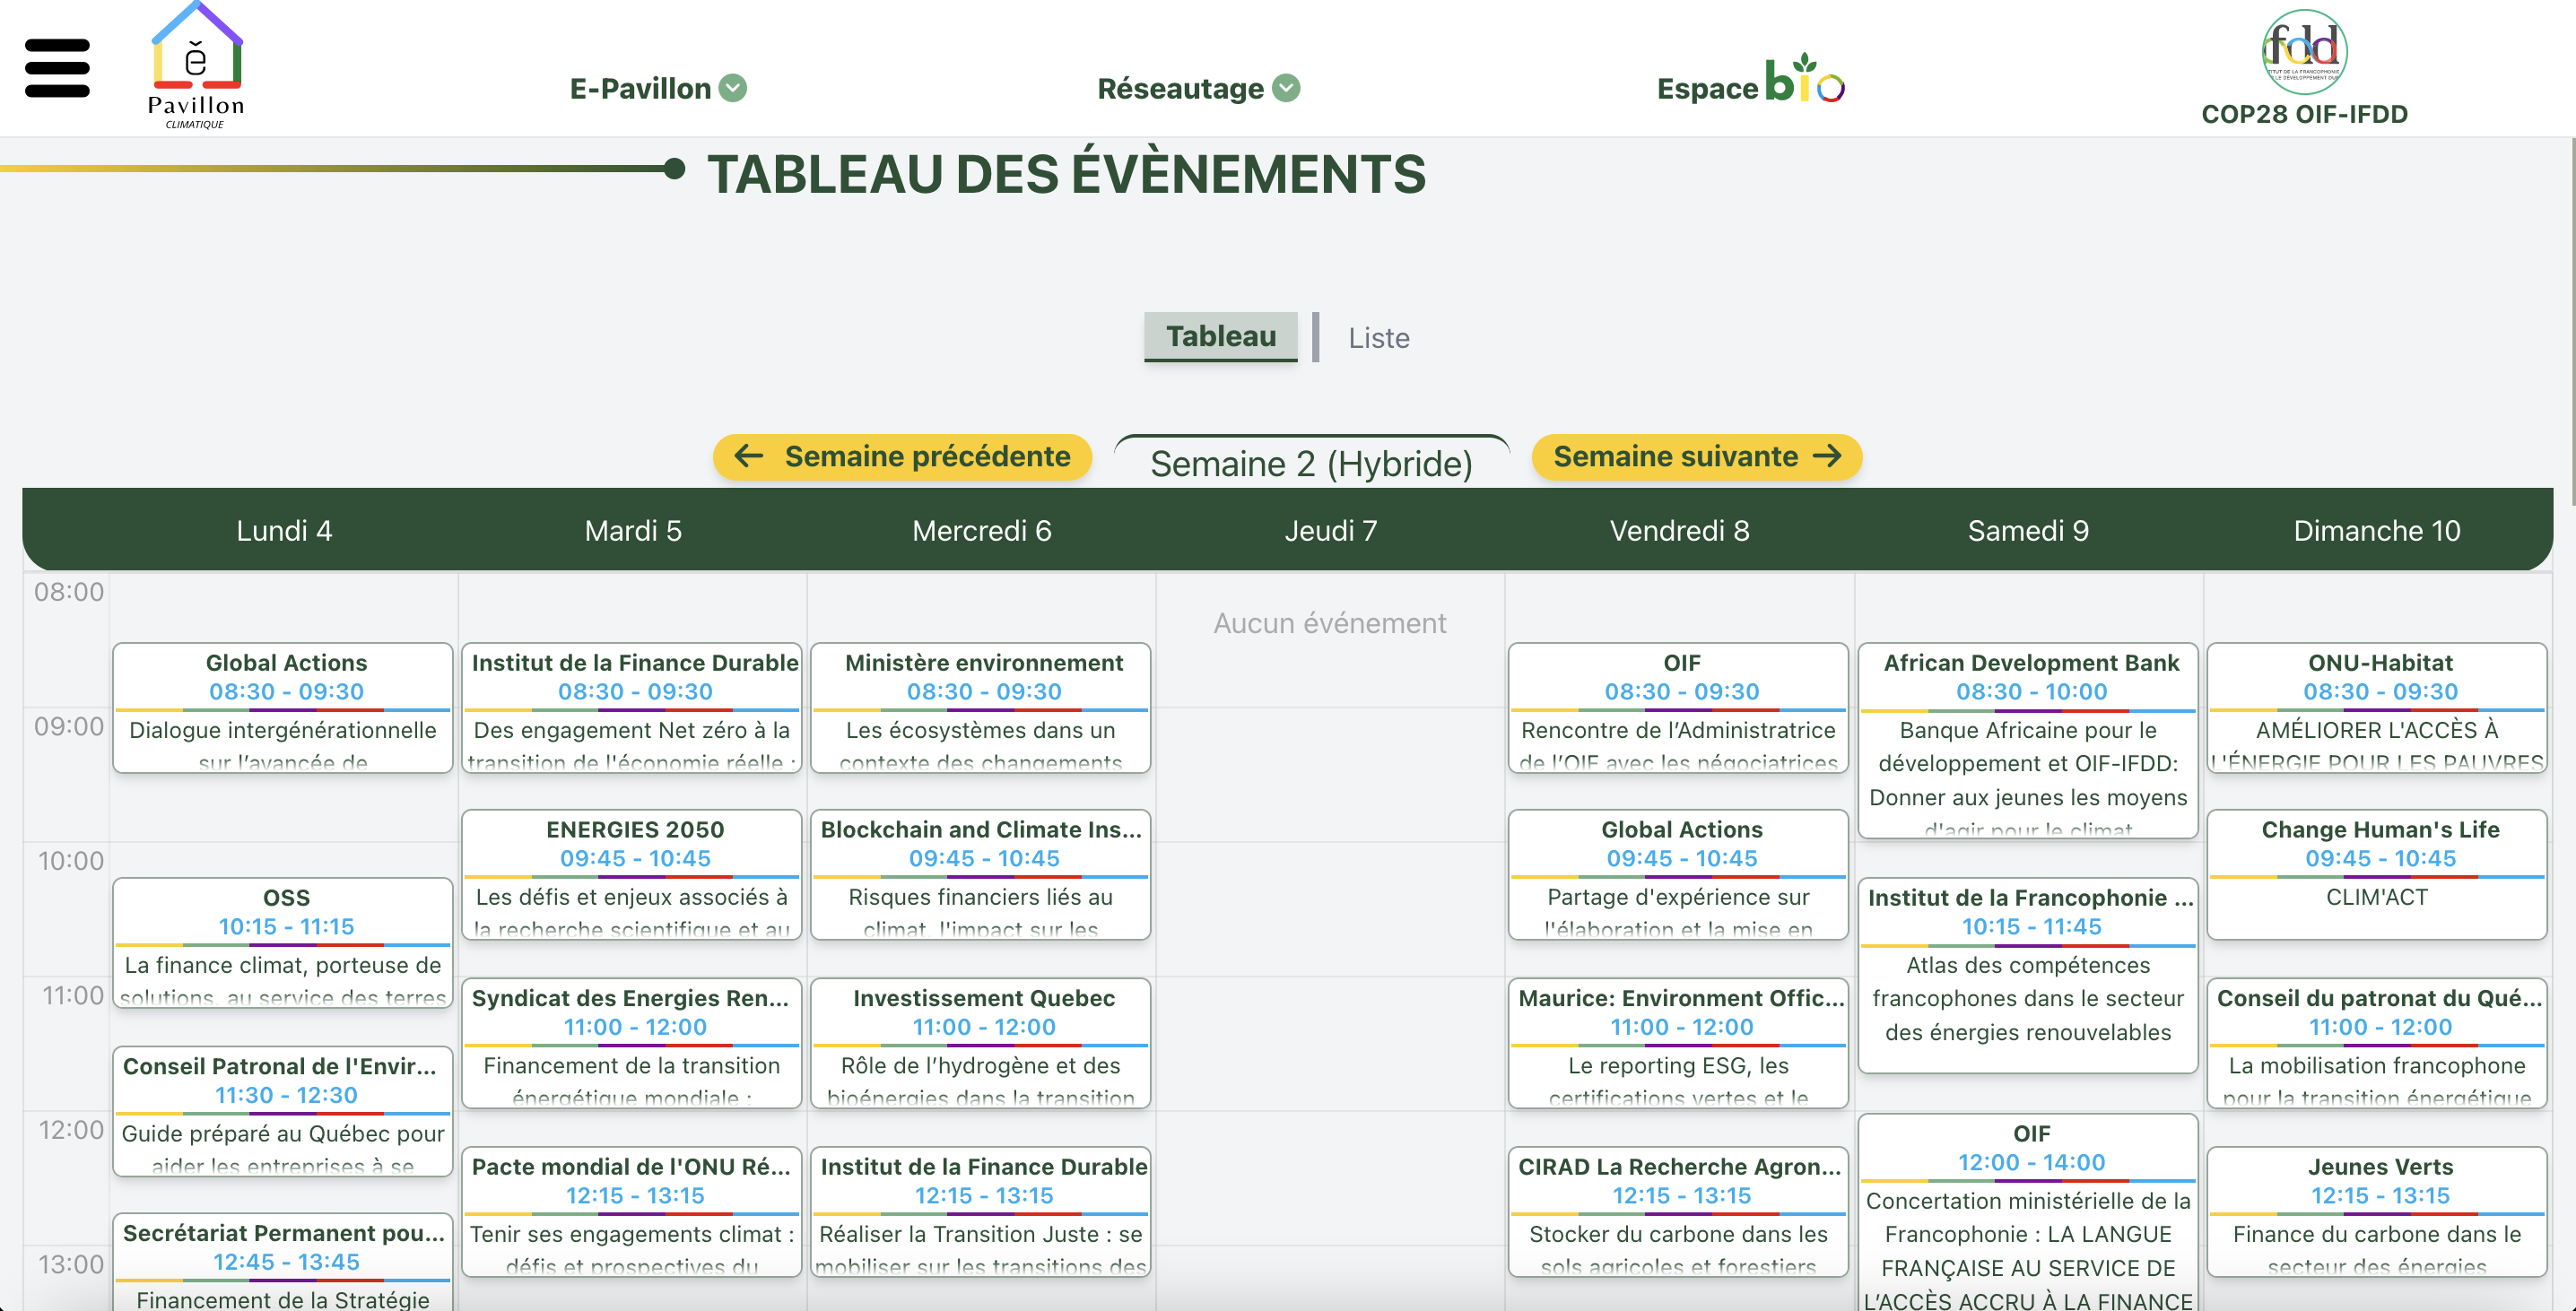 ĕ
Pavillon
CLIMATIQUE
E-Pavillon
Réseautage
Espace bio
fdd
COP28 OIF-IFDD
TABLEAU DES ÉVÈNEMENTS
Tableau
Liste
Semaine précédente
Semaine 2 (Hybride)
Semaine suivante
Lundi 4
Mardi 5
Mercredi 6
Jeudi 7
Vendredi 8
Samedi 9
Dimanche 10
08:00
09:00
10:00
11:00
12:00
13:00
Global Actions
08:30 - 09:30
Dialogue intergénérationnelle
sur l’avancée de
OSS
10:15 - 11:15
La finance climat, porteuse de
solutions, au service des terres
Conseil Patronal de l'Envir...
11:30 - 12:30
Guide préparé au Québec pour
aider les entreprises à se
Secrétariat Permanent pou...
12:45 - 13:45
Financement de la Stratégie
Institut de la Finance Durable
08:30 - 09:30
Des engagement Net zéro à la
transition de l'économie réelle :
ENERGIES 2050
09:45 - 10:45
Les défis et enjeux associés à
la recherche scientifique et au
Syndicat des Energies Ren...
11:00 - 12:00
Financement de la transition
énergétique mondiale :
Pacte mondial de l'ONU Ré...
12:15 - 13:15
Tenir ses engagements climat :
défis et prospectives du
Ministère environnement
08:30 - 09:30
Les écosystèmes dans un
contexte des changements
Blockchain and Climate Ins...
09:45 - 10:45
Risques financiers liés au
climat, l'impact sur les
Investissement Quebec
11:00 - 12:00
Rôle de l’hydrogène et des
bioénergies dans la transition
Institut de la Finance Durable
12:15 - 13:15
Réaliser la Transition Juste : se
mobiliser sur les transitions des
Aucun événement
OIF
08:30 - 09:30
Rencontre de l’Administratrice
de l’OIF avec les négociatrices
Global Actions
09:45 - 10:45
Partage d'expérience sur
l'élaboration et la mise en
Maurice: Environment Offic...
11:00 - 12:00
Le reporting ESG, les
certifications vertes et le
CIRAD La Recherche Agron...
12:15 - 13:15
Stocker du carbone dans les
sols agricoles et forestiers
African Development Bank
08:30 - 10:00
Banque Africaine pour le
développement et OIF-IFDD:
Donner aux jeunes les moyens
d'agir pour le climat
Institut de la Francophonie ...
10:15 - 11:45
Atlas des compétences
francophones dans le secteur
des énergies renouvelables
OIF
12:00 - 14:00
Concertation ministérielle de la
Francophonie : LA LANGUE
FRANÇAISE AU SERVICE DE
L’ACCÈS ACCRU À LA FINANCE
ONU-Habitat
08:30 - 09:30
AMÉLIORER L'ACCÈS À
L'ÉNERGIE POUR LES PAUVRES
Change Human's Life
09:45 - 10:45
CLIM'ACT
Conseil du patronat du Qué...
11:00 - 12:00
La mobilisation francophone
pour la transition énergétique
Jeunes Verts
12:15 - 13:15
Finance du carbone dans le
secteur des énergies